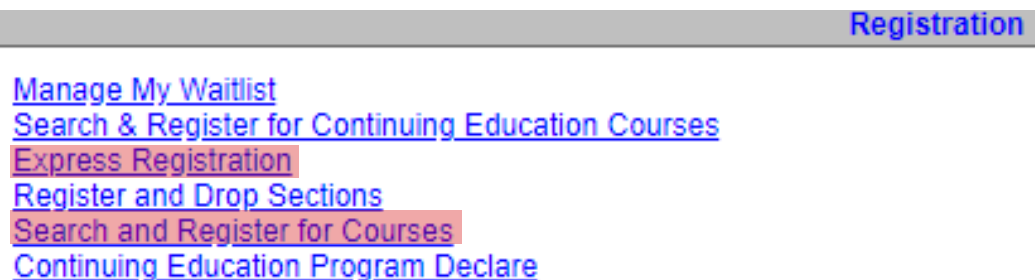 Registration
Manage My Waitlist
Search & Register for Continuing Education Courses
Express Registration
Register and Drop Sections
Search and Register for Courses
Continuing Education Program Declare